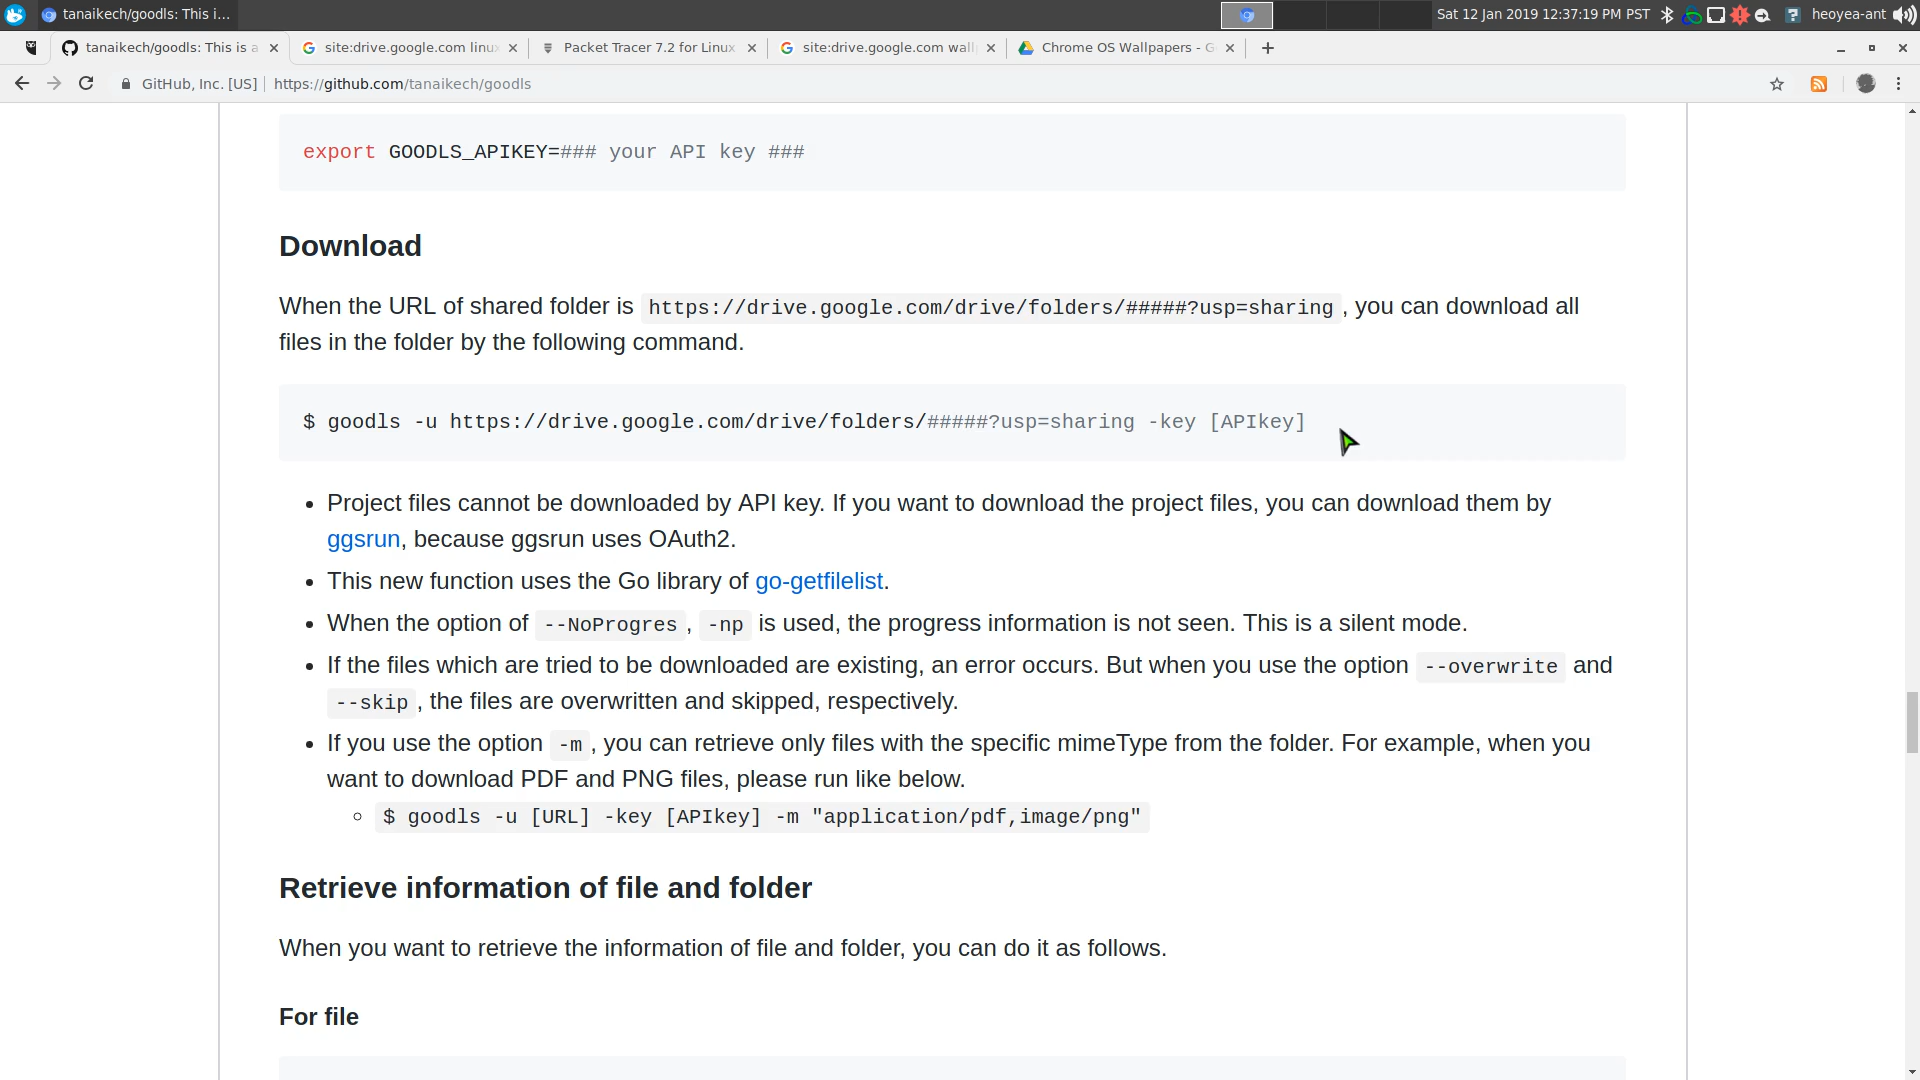 tanaikech/goodls: This i...
Sat 12 Jan 2019 12:37:19 PM PST
heoyea-ant
tanaikech/goodls: This is a
site:drive.google.com linux
Packet Tracer 7.2 for Linux
site:drive.google.com wall
Chrome OS Wallpapers - G
GitHub, Inc. [US] | https://github.com/tanaikech/goodls
export GOODLS_APIKEY=### your API key ###
Download
When the URL of shared folder is https://drive.google.com/drive/folders/#####?usp=sharing , you can download all
files in the folder by the following command.
$ goodls -u https://drive.google.com/drive/folders/#####?usp=sharing -key [APIkey]
Project files cannot be downloaded by API key. If you want to download the project files, you can download them by
ggsrun, because ggsrun uses OAuth2.
This new function uses the Go library of go-getfilelist.
When the option of --NoProgres , -np is used, the progress information is not seen. This is a silent mode.
If the files which are tried to be downloaded are existing, an error occurs. But when you use the option --overwrite and
--skip , the files are overwritten and skipped, respectively.
If you use the option -m , you can retrieve only files with the specific mimeType from the folder. For example, when you
want to download PDF and PNG files, please run like below.
$ goodls -u [URL] -key [APIkey] -m "application/pdf,image/png"
Retrieve information of file and folder
When you want to retrieve the information of file and folder, you can do it as follows.
For file